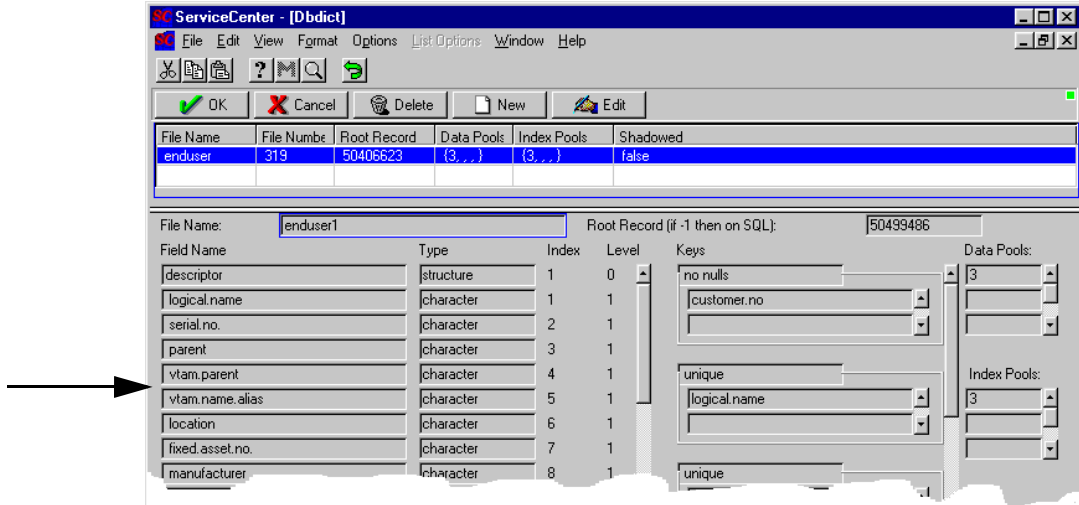 SC ServiceCenter - [Dbdict]
SC File Edit View Format Options List Options Window Help
? M
OK Cancel Delete New Edit
File Name File Numbe Root Record Data Pools Index Pools Shadowed
enduser 319 50406623 {3, , , } {3, , , } false
File Name: enduser1 Root Record (if -1 then on SQL): 50499486
Field Name Type Index Level Keys Data Pools:
descriptor structure 1 0 no nulls 3
logical.name character 1 1 customer.no
serial.no. character 2 1
parent character 3 1
vtam.parent character 4 1 unique Index Pools:
vtam.name.alias character 5 1 logical.name 3
location character 6 1
fixed.asset.no. character 7 1
manufacturer character 8 1 unique